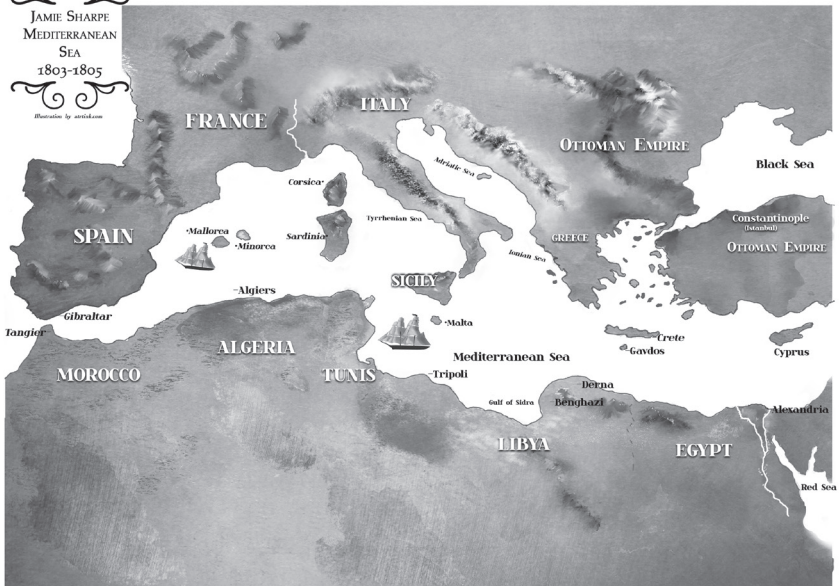 Jamie Sharpe
Mediterranean
Sea
1803-1805
Illustration by artrink.com
FRANCE
ITALY
Ottoman Empire
Black Sea
Adriatic Sea
Corsica
Constantinople
(Istanbul)
Ottoman Empire
SPAIN
Mallorca
Minorca
Sardinia
Tyrrhenian Sea
GREECE
Ionian Sea
SICILY
Algiers
Gibraltar
Tangier
Malta
Crete
Gavdos
Cyprus
ALGERIA
MOROCCO
TUNIS
Mediterranean Sea
Tripoli
Derna
Gulf of Sidra
Benghazi
Alexandria
LIBYA
EGYPT
Red Sea